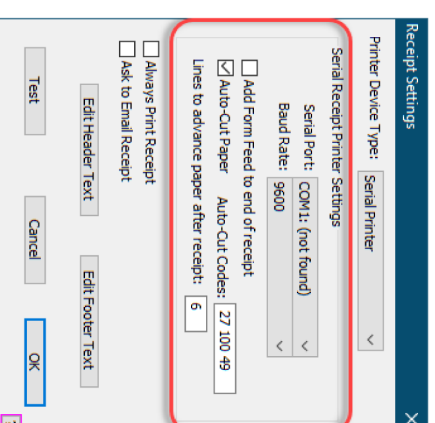 Receipt Settings
Printer Device Type: Serial Printer
Serial Receipt Printer Settings
Serial Port: COM1: (not found)
Baud Rate: 9600
Add Form Feed to end of receipt
Auto-Cut Paper Auto-Cut Codes: 27 100 49
Lines to advance paper after receipt: 6
Always Print Receipt
Ask to Email Receipt
Edit Header Text Edit Footer Text
Test Cancel OK